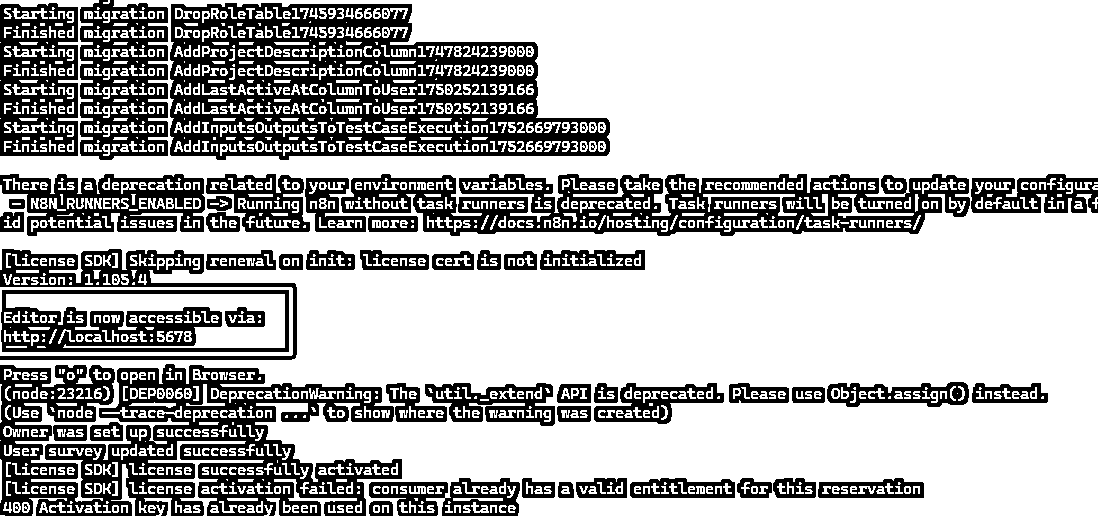 Starting migration DropRoleTable1745934666077
Finished migration DropRoleTable1745934666077
Starting migration AddProjectDescriptionColumn1747824239000
Finished migration AddProjectDescriptionColumn1747824239000
Starting migration AddLastActiveAtColumnToUser1750252139166
Finished migration AddLastActiveAtColumnToUser1750252139166
Starting migration AddInputsOutputsToTestCaseExecution1752669793000
Finished migration AddInputsOutputsToTestCaseExecution1752669793000
There is a deprecation related to your environment variables. Please take the recommended actions to update your configura
- N8N_RUNNERS_ENABLED -> Running n8n without task runners is deprecated. Task runners will be turned on by default in a f
id potential issues in the future. Learn more: https://docs.n8n.io/hosting/configuration/task-runners/
[license SDK] Skipping renewal on init: license cert is not initialized
Version: 1.105.4
Editor is now accessible via:
http://localhost:5678
Press "o" to open in Browser.
(node:23216) [DEP0060] DeprecationWarning: The `util._extend` API is deprecated. Please use Object.assign() instead.
(Use `node --trace-deprecation ...` to show where the warning was created)
Owner was set up successfully
User survey updated successfully
[license SDK] license successfully activated
[license SDK] license activation failed: consumer already has a valid entitlement for this reservation
400 Activation key has already been used on this instance